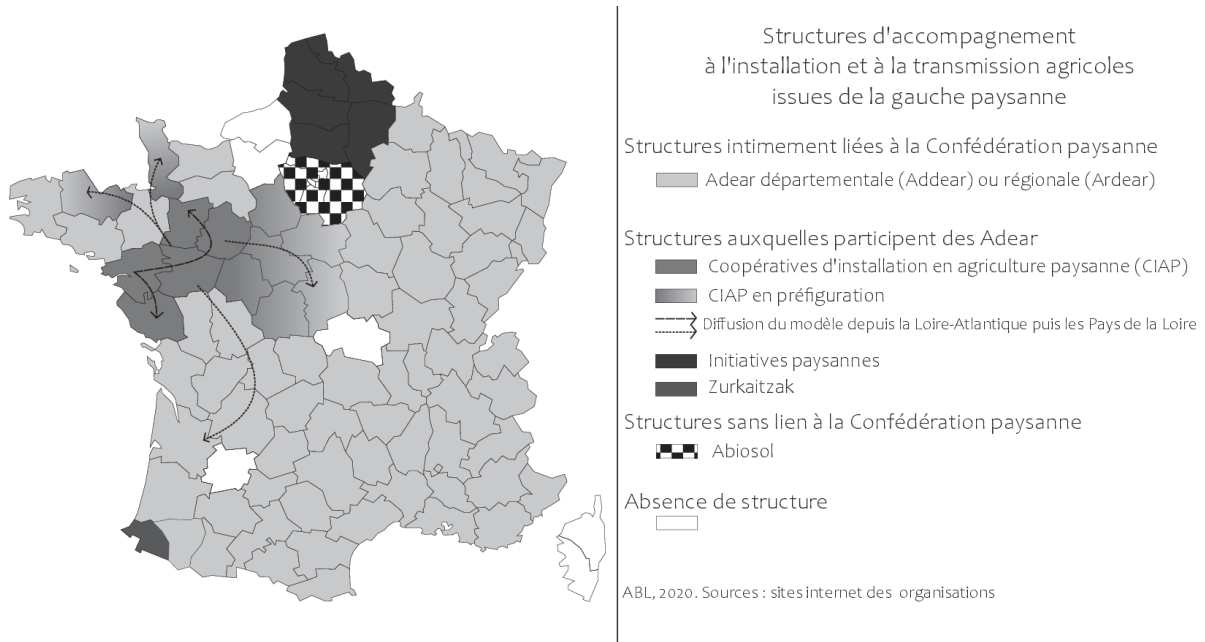 Structures d'accompagnement
à l'installation et à la transmission agricoles
issues de la gauche paysanne
Structures intimement liées à la Confédération paysanne
Adear départementale (Addear) ou régionale (Ardear)
Structures auxquelles participent des Adear
Coopératives d'installation en agriculture paysanne (CIAP)
CIAP en préfiguration
Diffusion du modèle depuis la Loire-Atlantique puis les Pays de la Loire
Initiatives paysannes
Zurkaitzak
Structures sans lien à la Confédération paysanne
Abiosol
Absence de structure
ABL, 2020. Sources : sites internet des organisations